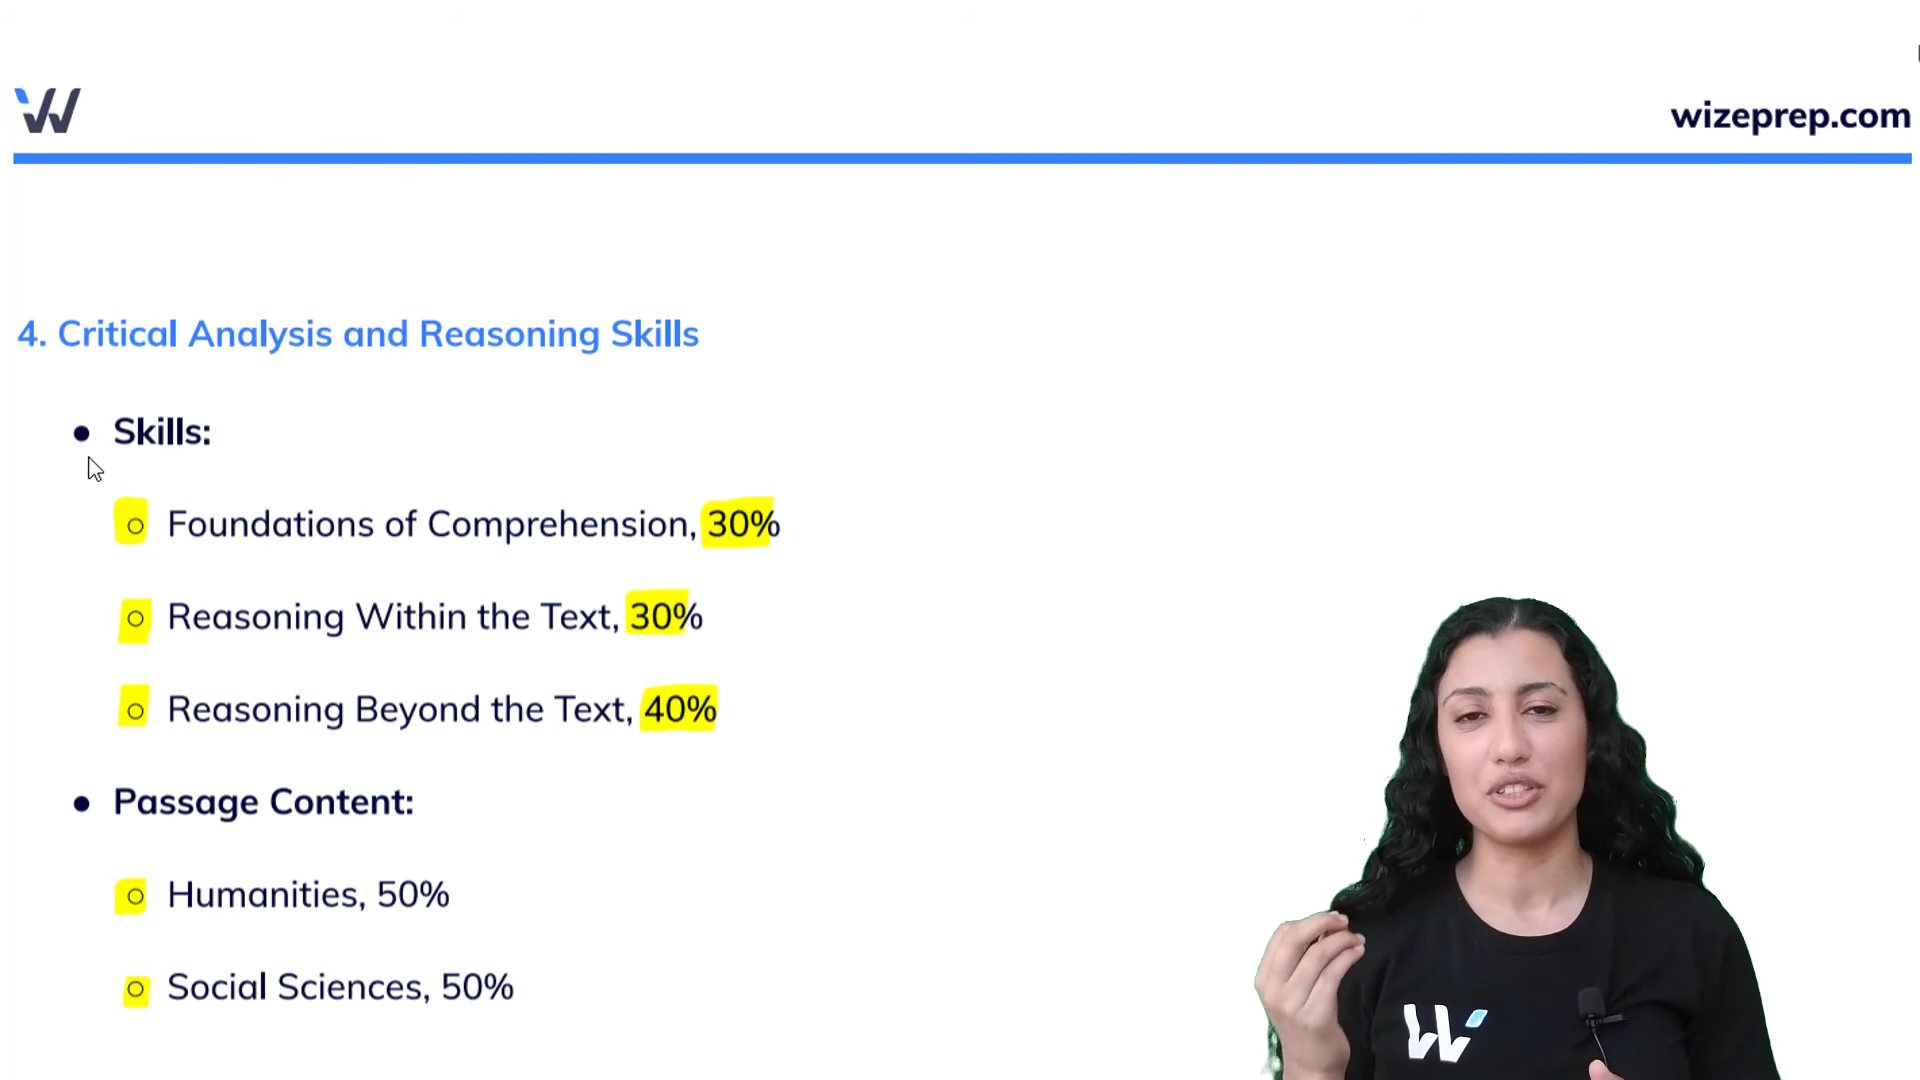 wizeprep.com
4. Critical Analysis and Reasoning Skills
● Skills:
○ Foundations of Comprehension, 30%
○ Reasoning Within the Text, 30%
○ Reasoning Beyond the Text, 40%
● Passage Content:
○ Humanities, 50%
○ Social Sciences, 50%